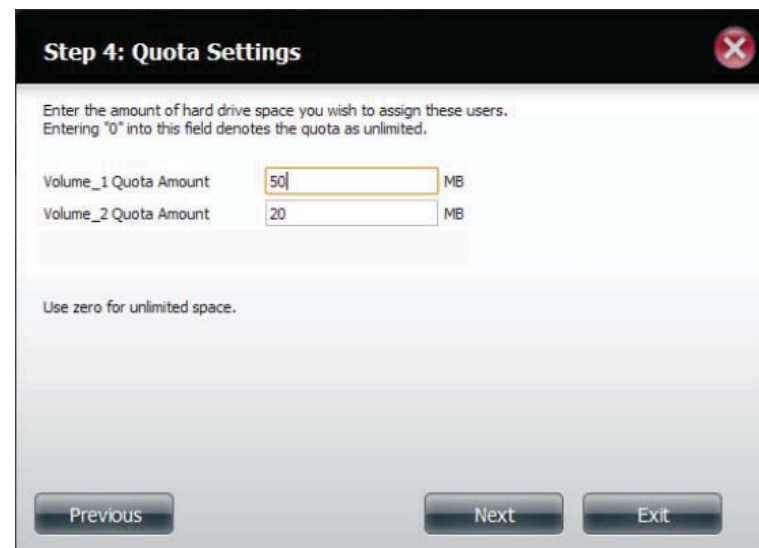 Step 4: Quota Settings
Enter the amount of hard drive space you wish to assign these users.
Entering "0" into this field denotes the quota as unlimited.
Volume_1 Quota Amount 50 MB
Volume_2 Quota Amount 20 MB
Use zero for unlimited space.
Previous Next Exit